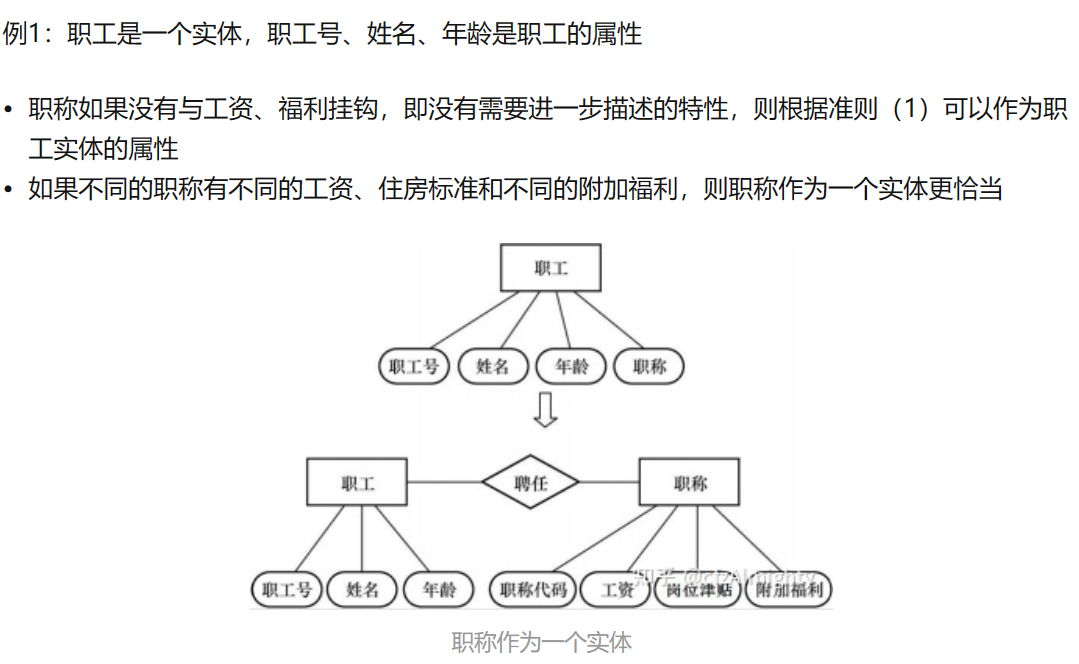 例1：职工是一个实体，职工号、姓名、年龄是职工的属性
• 职称如果没有与工资、福利挂钩，即没有需要进一步描述的特性，则根据准则（1）可以作为职
工实体的属性
• 如果不同的职称有不同的工资、住房标准和不同的附加福利，则职称作为一个实体更恰当
职工
职工号 姓名 年龄 职称
职工 聘任 职称
职工号 姓名 年龄 职称代码 工资 岗位津贴 附加福利
知乎
职称作为一个实体